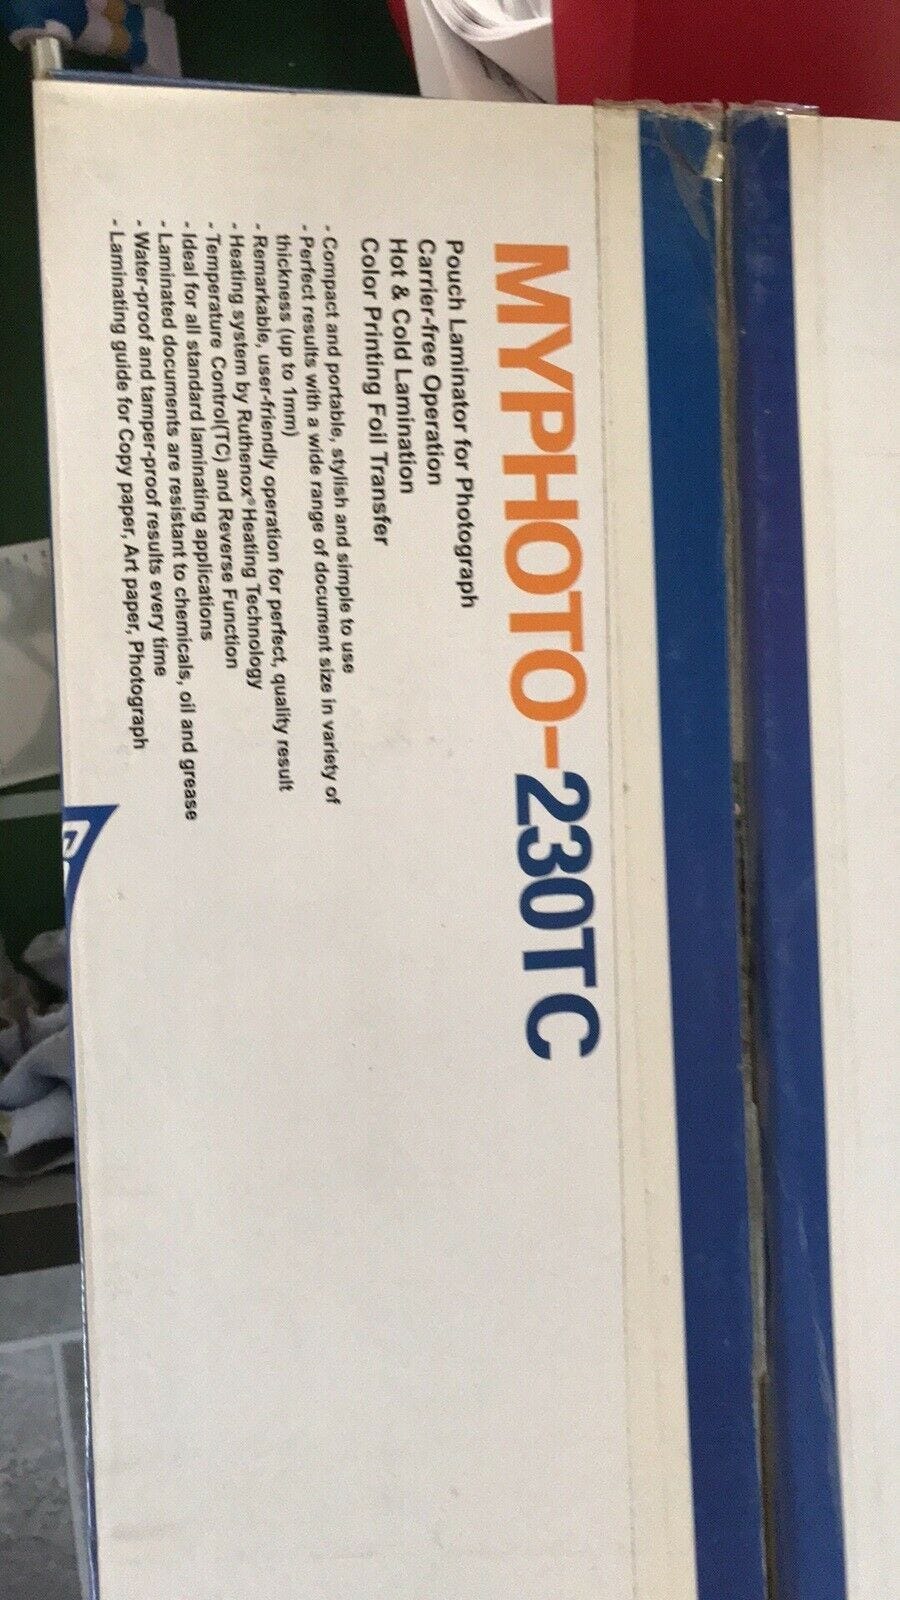 MYPHOTO-230TC
Pouch Laminator for Photograph
Carrier-free Operation
Hot & Cold Lamination
Color Printing Foil Transfer
- Compact and portable, stylish and simple to use
- Perfect results with a wide range of document size in variety of
thickness (up to 1mm)
- Remarkable, user-friendly operation for perfect, quality result
- Heating system by Ruthenox® Heating Technology
- Temperature Control(TC) and Reverse Function
- Ideal for all standard laminating applications
- Laminated documents are resistant to chemicals, oil and grease
- Water-proof and tamper-proof results every time
- Laminating guide for Copy paper, Art paper, Photograph